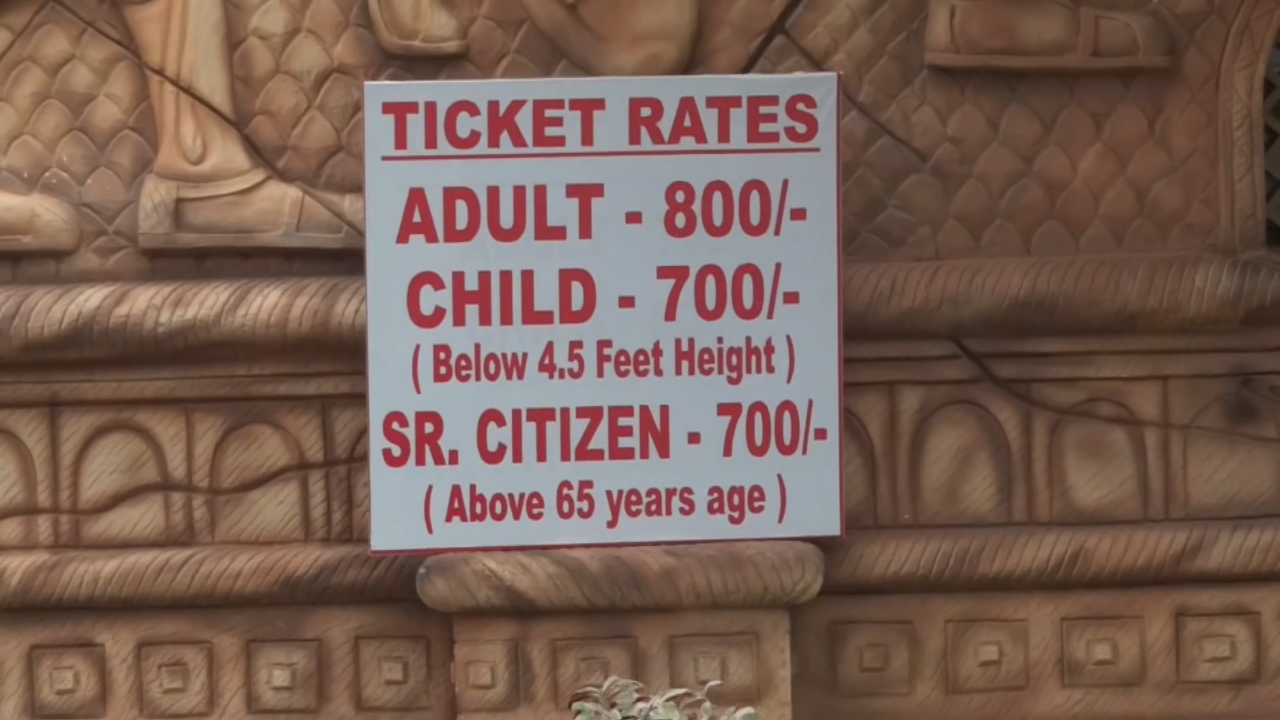 TICKET RATES
ADULT - 800/-
CHILD - 700/-
( Below 4.5 Feet Height )
SR. CITIZEN - 700/-
( Above 65 years age )